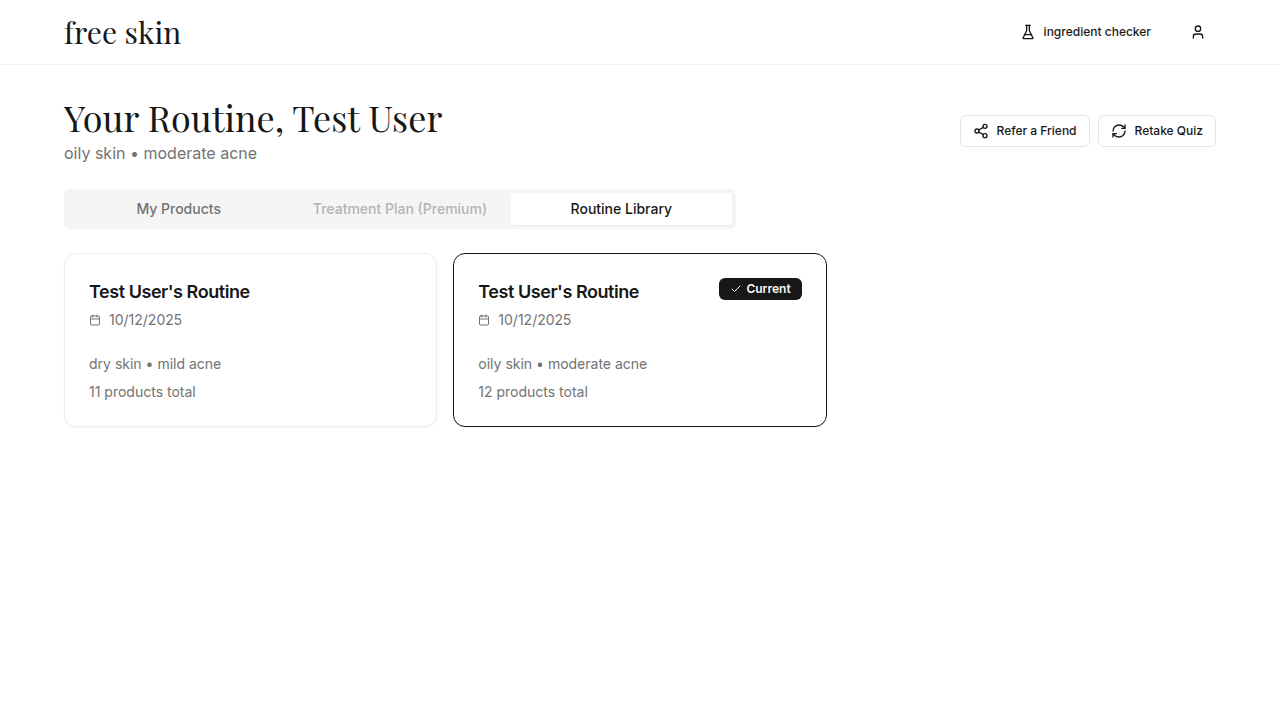 free skin
ingredient checker
Your Routine, Test User
oily skin • moderate acne
Refer a Friend
Retake Quiz
My Products
Treatment Plan (Premium)
Routine Library
Test User's Routine
10/12/2025
dry skin • mild acne
11 products total
Test User's Routine
Current
10/12/2025
oily skin • moderate acne
12 products total